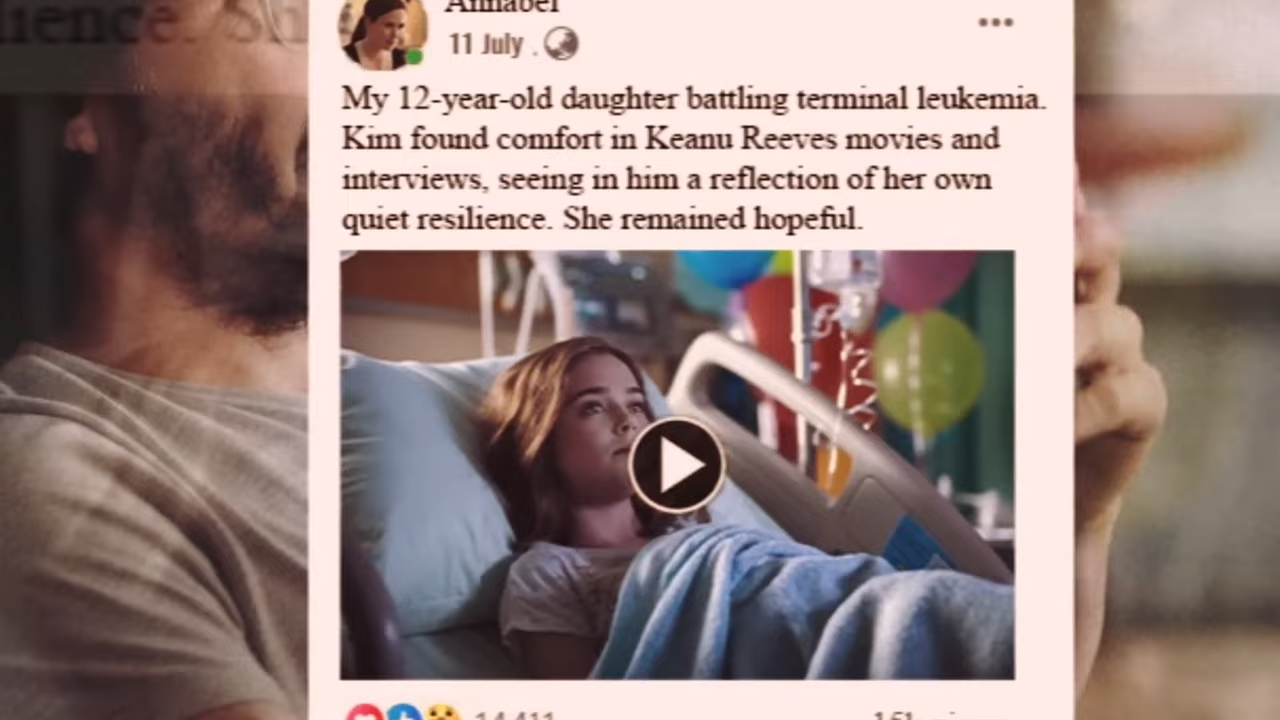 Annabel
11 July .
My 12-year-old daughter battling terminal leukemia.
Kim found comfort in Keanu Reeves movies and
interviews, seeing in him a reflection of her own
quiet resilience. She remained hopeful.